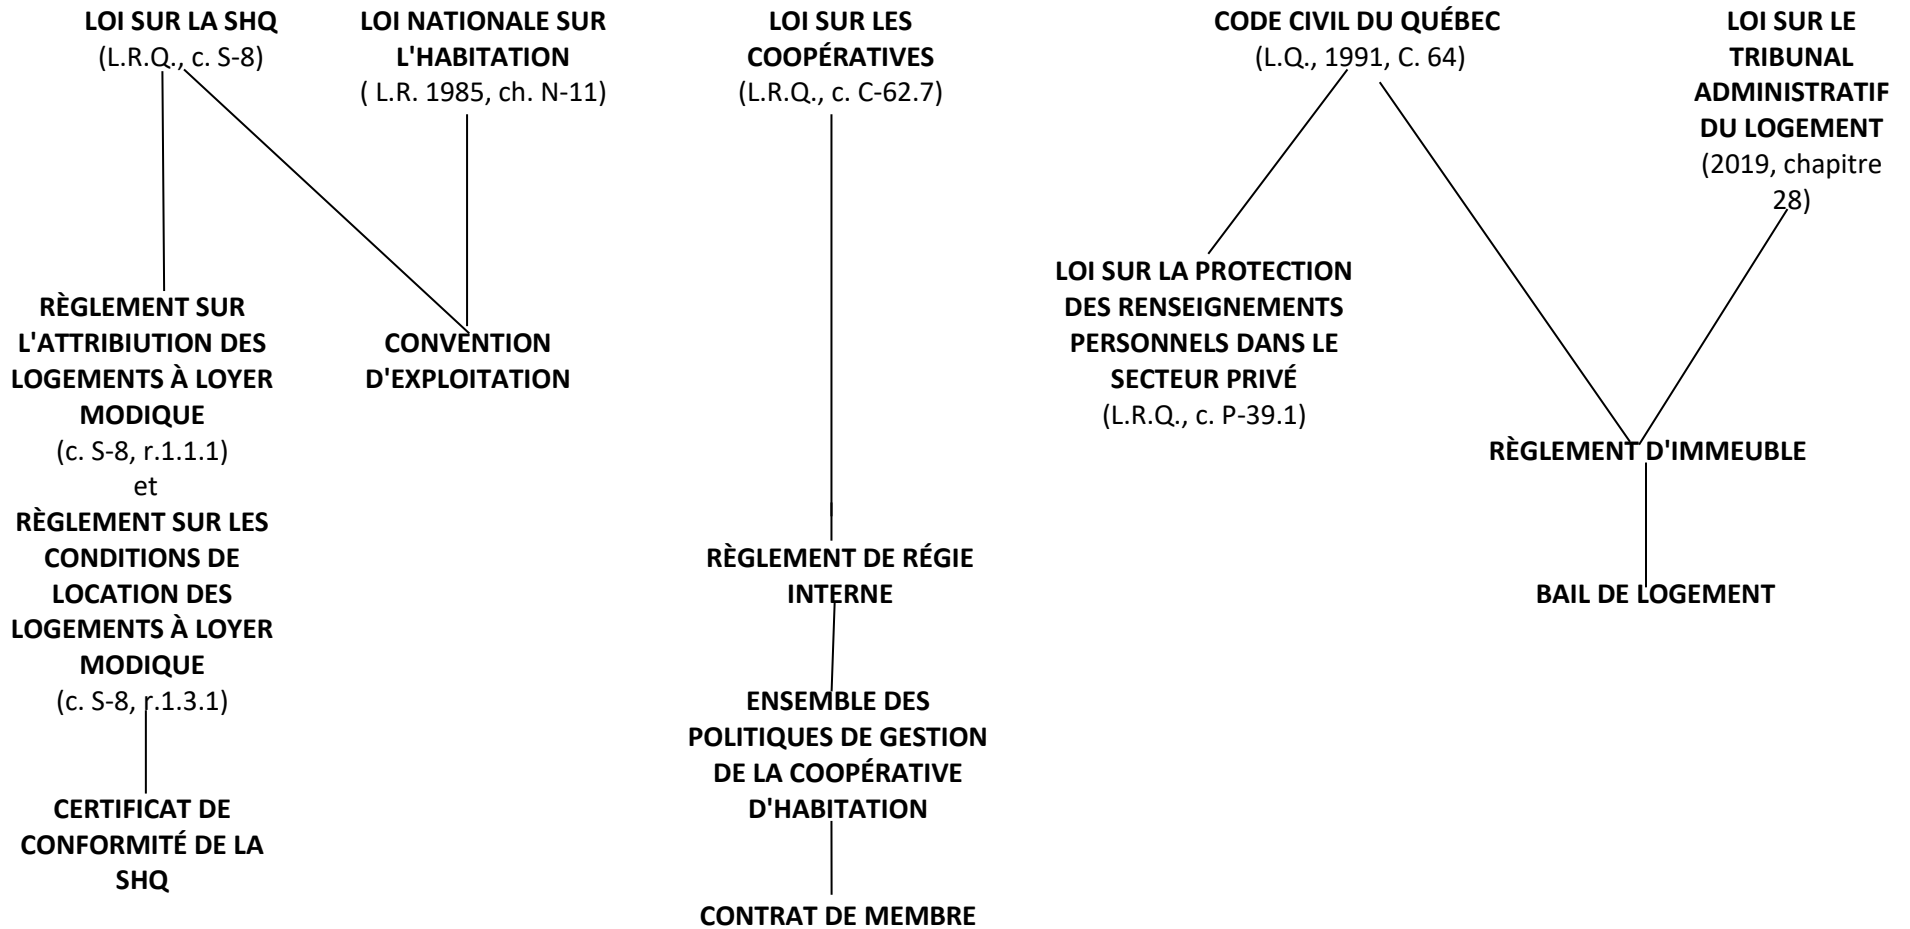 LOI SUR LA SHQ
(L.R.Q., c. S-8)
LOI NATIONALE SUR
L'HABITATION
( L.R. 1985, ch. N-11)
LOI SUR LES
COOPÉRATIVES
(L.R.Q., c. C-62.7)
CODE CIVIL DU QUÉBEC
(L.Q., 1991, C. 64)
LOI SUR LE
TRIBUNAL
ADMINISTRATIF
DU LOGEMENT
(2019, chapitre
28)
LOI SUR LA PROTECTION
DES RENSEIGNEMENTS
PERSONNELS DANS LE
SECTEUR PRIVÉ
(L.R.Q., c. P-39.1)
RÈGLEMENT SUR
L'ATTRIBIUTION DES
LOGEMENTS À LOYER
MODIQUE
(c. S-8, r.1.1.1)
et
RÈGLEMENT SUR LES
CONDITIONS DE
LOCATION DES
LOGEMENTS À LOYER
MODIQUE
(c. S-8, r.1.3.1)
CONVENTION
D'EXPLOITATION
RÈGLEMENT D'IMMEUBLE
RÈGLEMENT DE RÉGIE
INTERNE
BAIL DE LOGEMENT
ENSEMBLE DES
POLITIQUES DE GESTION
DE LA COOPÉRATIVE
D'HABITATION
CERTIFICAT DE
CONFORMITÉ DE LA
SHQ
CONTRAT DE MEMBRE